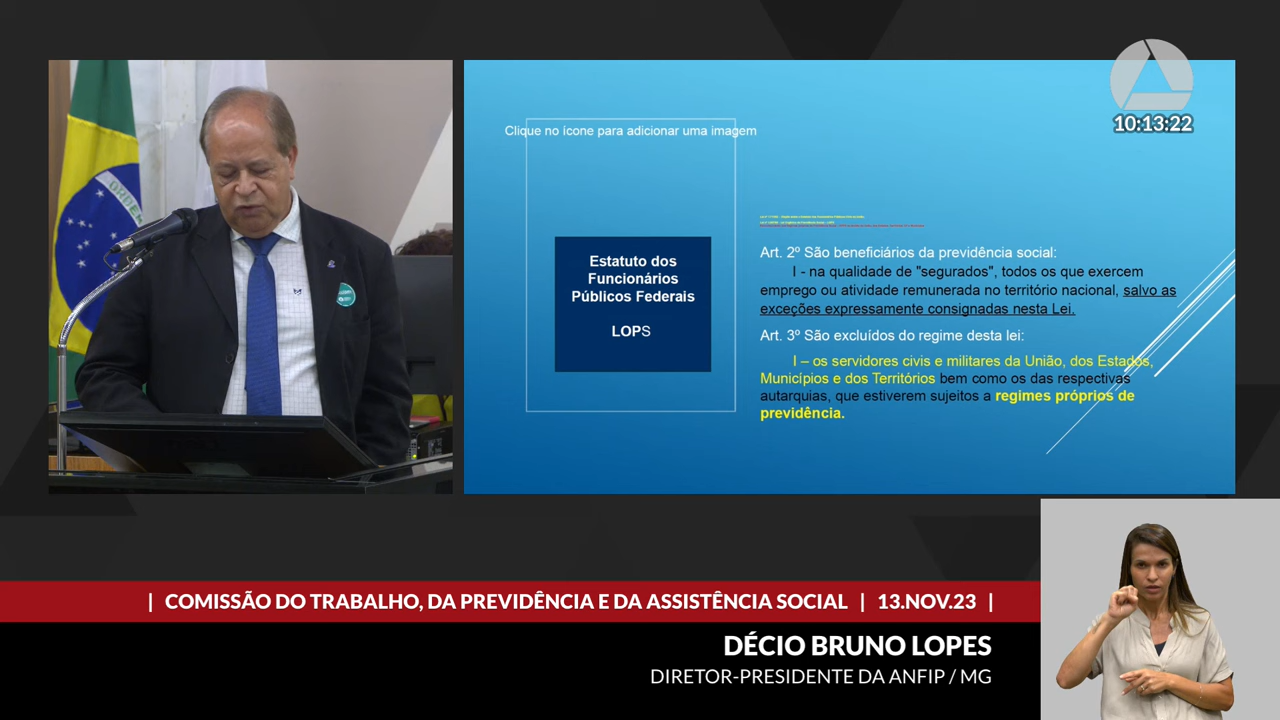 10:13:22
Clique no ícone para adicionar uma imagem
Estatuto dos
Funcionários
Públicos Federais
LOPS
Art. 2º São beneficiários da previdência social:
I - na qualidade de "segurados", todos os que exercem
emprego ou atividade remunerada no território nacional, salvo as
exceções expressamente consignadas nesta Lei.
Art. 3º São excluídos do regime desta lei:
I – os servidores civis e militares da União, dos Estados,
Municípios e dos Territórios bem como os das respectivas
autarquias, que estiverem sujeitos a regimes próprios de
previdência.
| COMISSÃO DO TRABALHO, DA PREVIDÊNCIA E DA ASSISTÊNCIA SOCIAL | 13.NOV.23 |
DÉCIO BRUNO LOPES
DIRETOR-PRESIDENTE DA ANFIP / MG